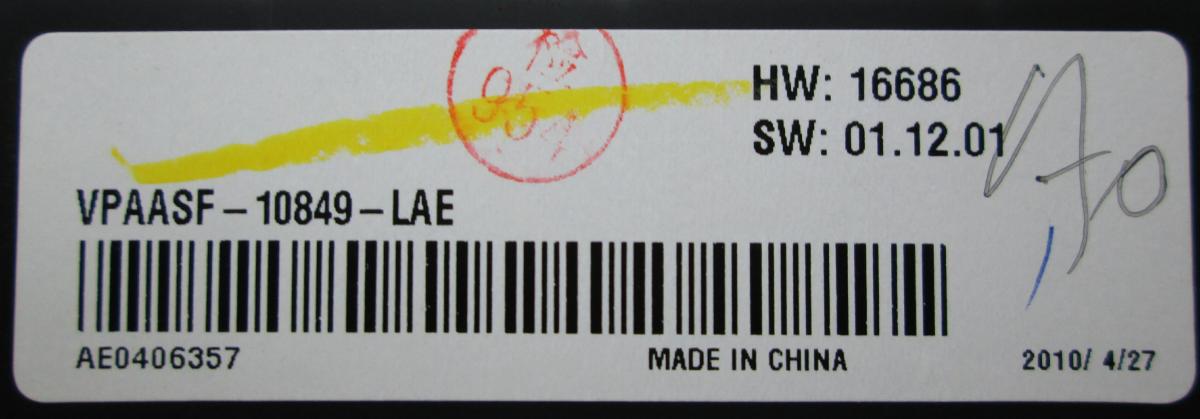 HW: 16686
SW: 01.12.01
VPAASF – 10849 – LAE
AE0406357
MADE IN CHINA
2010/ 4/27